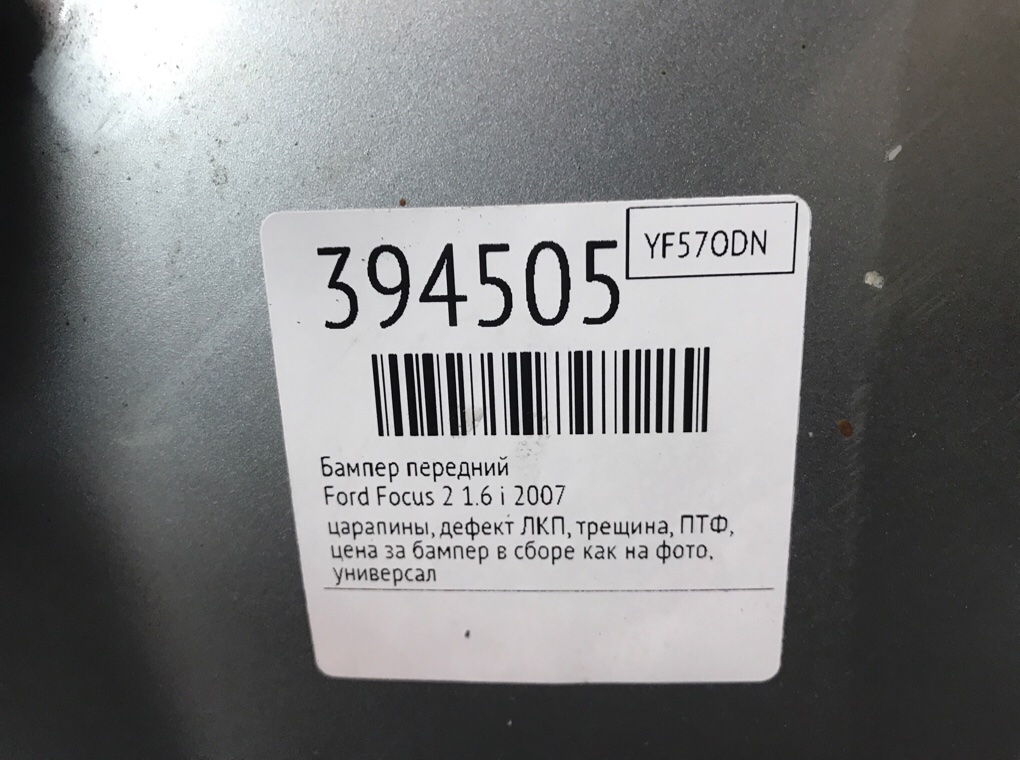 394505
YF57ODN
Бампер передний
Ford Focus 2 1.6 i 2007
царапины, дефект ЛКП, трещина, ПТФ,
цена за бампер в сборе как на фото.
универсал